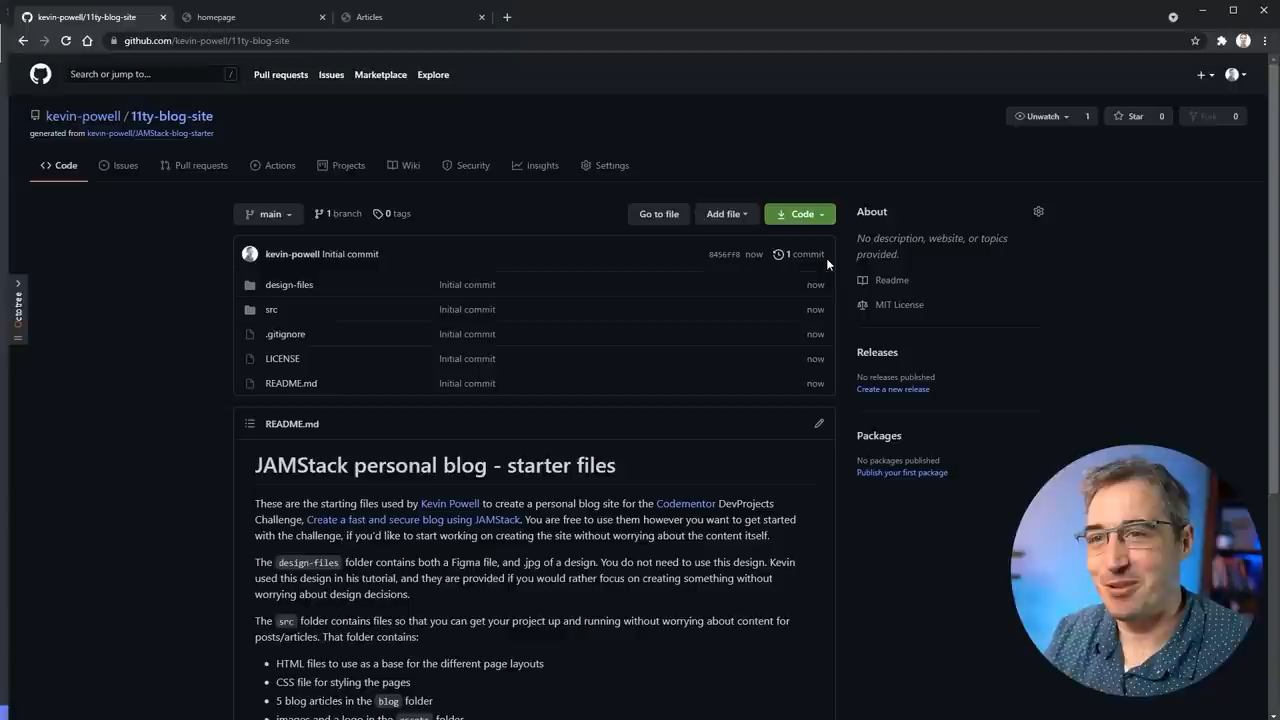 kevin-powell/11ty-blog-site
homepage
Articles
github.com/kevin-powell/11ty-blog-site
Search or jump to...
/
Pull requests
Issues
Marketplace
Explore
kevin-powell / 11ty-blog-site
generated from kevin-powell/JAMStack-blog-starter
Unwatch
1
Star
0
Fork
0
Code
Issues
Pull requests
Actions
Projects
Wiki
Security
Insights
Settings
main
1 branch
0 tags
Go to file
Add file
Code
About
No description, website, or topics
provided.
Readme
MIT License
kevin-powell Initial commit
8456ff8 now
1 commit
design-files Initial commit now
src Initial commit now
.gitignore Initial commit now
LICENSE Initial commit now
README.md Initial commit now
Octotree
Releases
No releases published
Create a new release
Packages
No packages published
Publish your first package
README.md
JAMStack personal blog - starter files
These are the starting files used by Kevin Powell to create a personal blog site for the Codementor DevProjects
Challenge, Create a fast and secure blog using JAMStack. You are free to use them however you want to get started
with the challenge, if you'd like to start working on creating the site without worrying about the content itself.
The design-files folder contains both a Figma file, and .jpg of a design. You do not need to use this design. Kevin
used this design in his tutorial, and they are provided if you would rather focus on creating something without
worrying about design decisions.
The src folder contains files so that you can get your project up and running without worrying about content for
posts/articles. That folder contains:
• HTML files to use as a base for the different page layouts
• CSS file for styling the pages
• 5 blog articles in the blog folder
• images and a logo in the assets folder